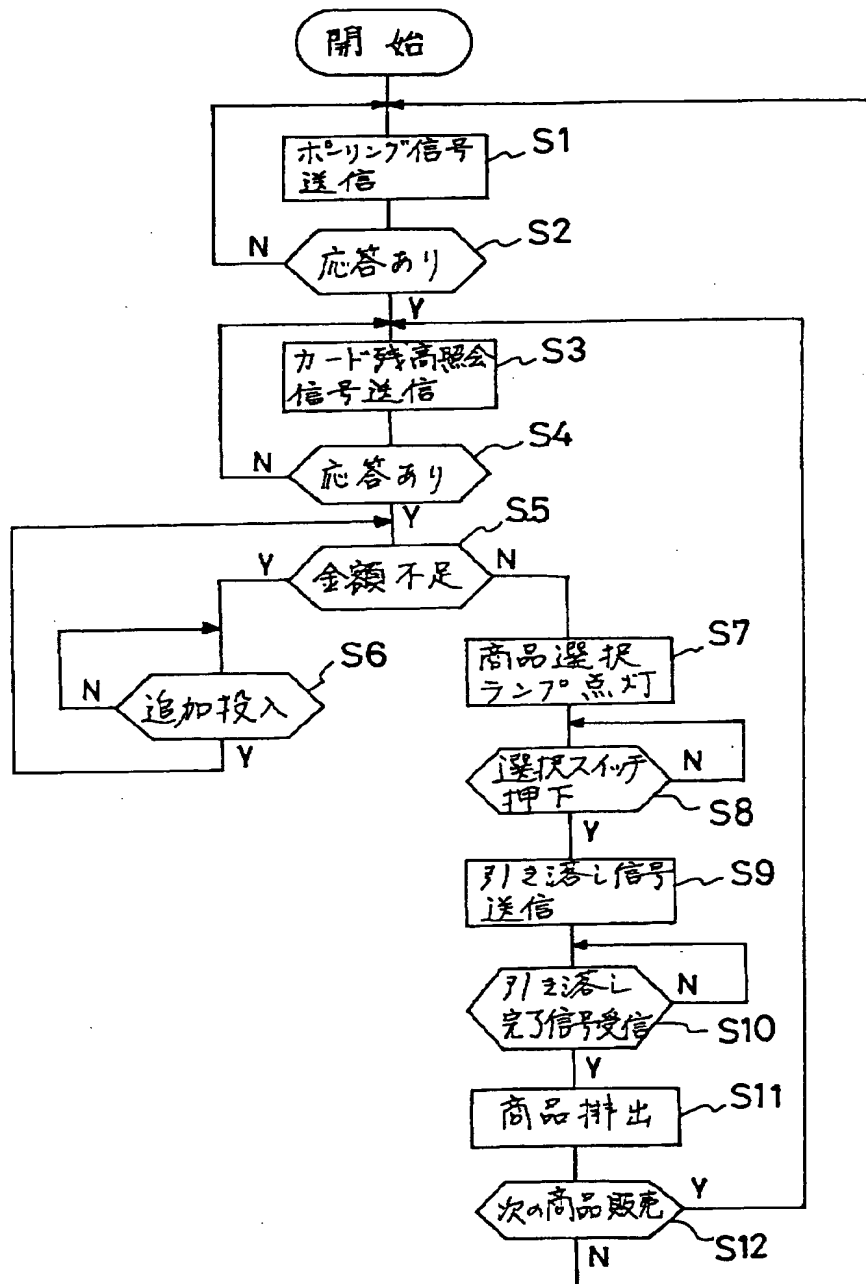 開始
ポーリング信号
送信
S1
応答あり
S2
N
Y
カード残高照会
信号送信
S3
応答あり
S4
N
Y
金額不足
S5
Y
N
追加投入
S6
N
Y
商品選択
ランプ点灯
S7
選択スイッチ
押下
N
S8
Y
引き落し信号
送信
S9
引き落し
完了信号受信
N
S10
Y
商品排出
S11
次の商品販売
Y
S12
N